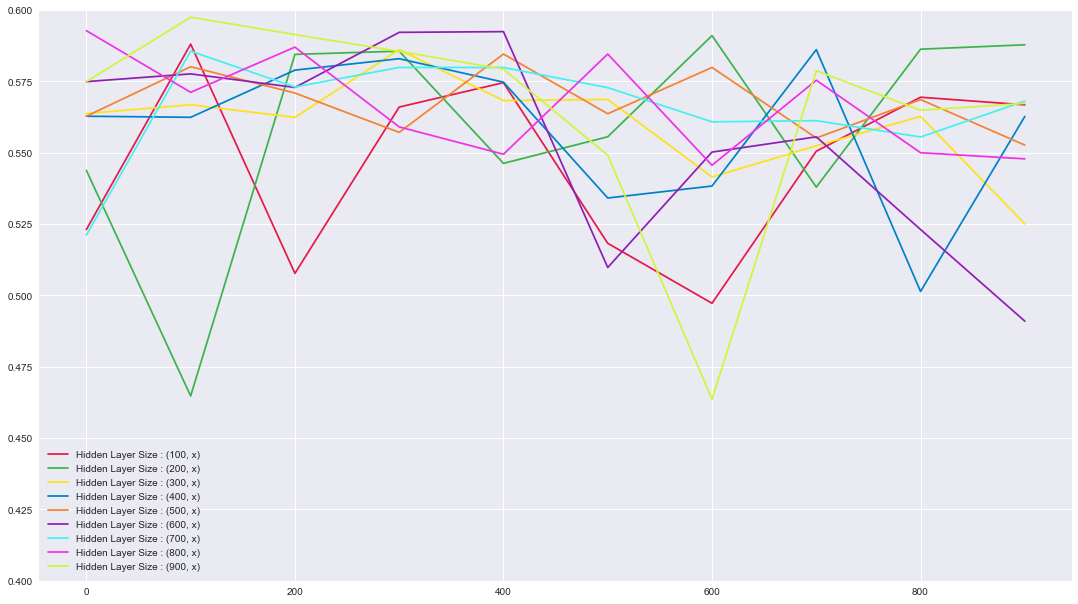 0.600
0.575
0.550
0.525
0.500
0.475
0.450
0.425
0.400
Hidden Layer Size : (100, x)
Hidden Layer Size : (200, x)
Hidden Layer Size : (300, x)
Hidden Layer Size : (400, x)
Hidden Layer Size : (500, x)
Hidden Layer Size : (600, x)
Hidden Layer Size : (700, x)
Hidden Layer Size : (800, x)
Hidden Layer Size : (900, x)
0 200 400 600 800